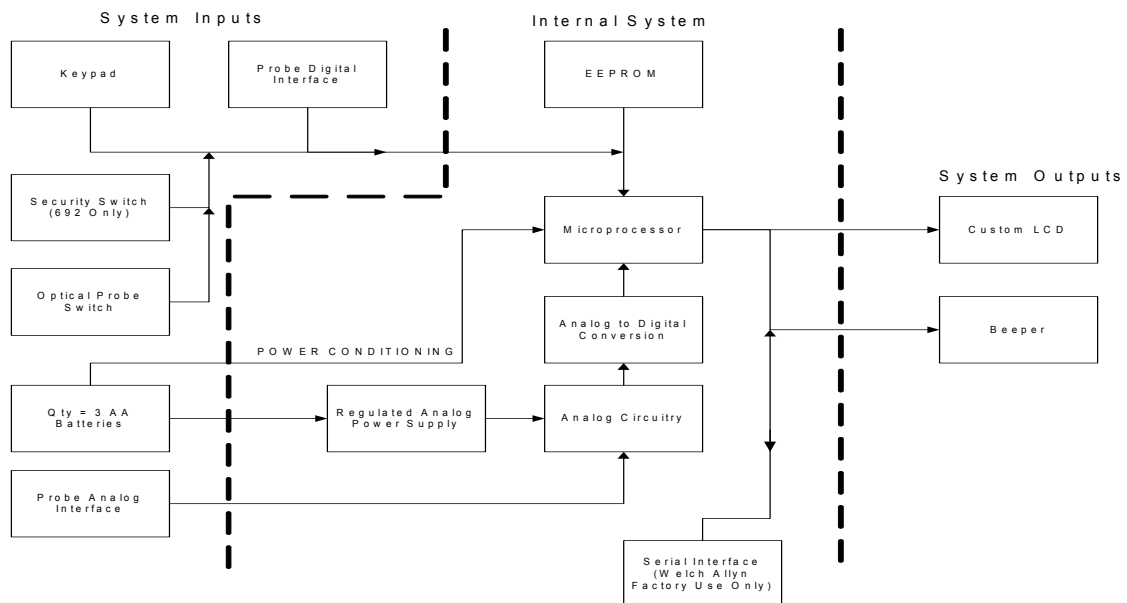 System Inputs
Internal System
Keypad
Probe Digital
Interface
EEPROM
Security Switch
(692 Only)
System Outputs
Microprocessor
Custom LCD
Optical Probe
Switch
Analog to Digital
Conversion
Beeper
POWER CONDITIONING
Qty = 3 AA
Batteries
Regulated Analog
Power Supply
Analog Circuitry
Probe Analog
Interface
Serial Interface
(Welch Allyn
Factory Use Only)